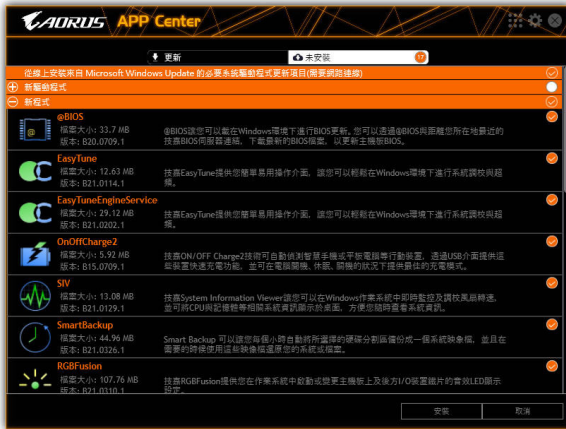 AORUS APP Center
更新
未安裝
17
從線上安裝來自 Microsoft Windows Update 的必要系統驅動程式更新項目(需要網路連線)
新驅動程式
新程式
@BIOS
檔案大小: 33.7 MB
版本: B20.0709.1
@BIOS讓您可以載在Windows環境下進行BIOS更新。您可以透過@BIOS與距離您所在地最近的
技嘉BIOS伺服器連結，下載最新的BIOS檔案，以更新主機板BIOS。
EasyTune
檔案大小: 12.63 MB
版本: B21.0114.1
技嘉EasyTune提供您簡單易用操作介面，讓您可以輕鬆在Windows環境下進行系統調校與超
頻。
EasyTuneEngineService
檔案大小: 29.12 MB
版本: B21.0202.1
技嘉EasyTune提供您簡單易用操作介面，讓您可以輕鬆在Windows環境下進行系統調校與超
頻。
OnOffCharge2
檔案大小: 5.92 MB
版本: B15.0709.1
技嘉ON/OFF Charge2技術可自動偵測智慧手機或平板電腦等行動裝置，透過USB介面提供這
些裝置快速充電功能，並可在電腦開機、休眠、關機的狀況下提供最佳的充電模式。
SIV
檔案大小: 13.08 MB
版本: B21.0129.1
技嘉System Information Viewer讓您可以在Windows作業系統中即時監控及調校風扇轉速，
並可將CPU與記憶體等相關系統資訊顯示於桌面，方便您隨時查看系統資訊。
SmartBackup
檔案大小: 44.96 MB
版本: B21.0326.1
Smart Backup 可以讓您每個小時自動將所選擇的硬碟分割區備份成一個系統映象檔，並且在
需要的時候使用這些映像檔還原您的系統或檔案。
RGBFusion
檔案大小: 107.76 MB
版本: B21.0310.1
技嘉RGBFusion提供您在作業系統中啟動或變更主機板上及後方I/O裝置鐵片的音效LED顯示
設定。
安裝
取消